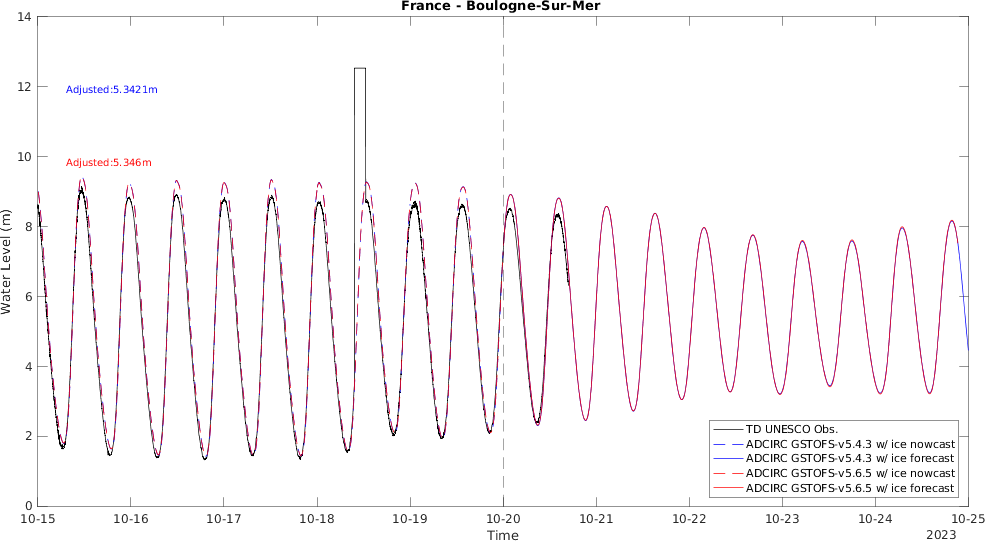 France - Boulogne-Sur-Mer
14
12
10
8
6
4
2
0
Water Level (m)
Adjusted:5.3421m
Adjusted:5.346m
TD UNESCO Obs.
ADCIRC GSTOFS-v5.4.3 w/ ice nowcast
ADCIRC GSTOFS-v5.4.3 w/ ice forecast
ADCIRC GSTOFS-v5.6.5 w/ ice nowcast
ADCIRC GSTOFS-v5.6.5 w/ ice forecast
10-15 10-16 10-17 10-18 10-19 10-20 10-21 10-22 10-23 10-24 10-25
Time
2023